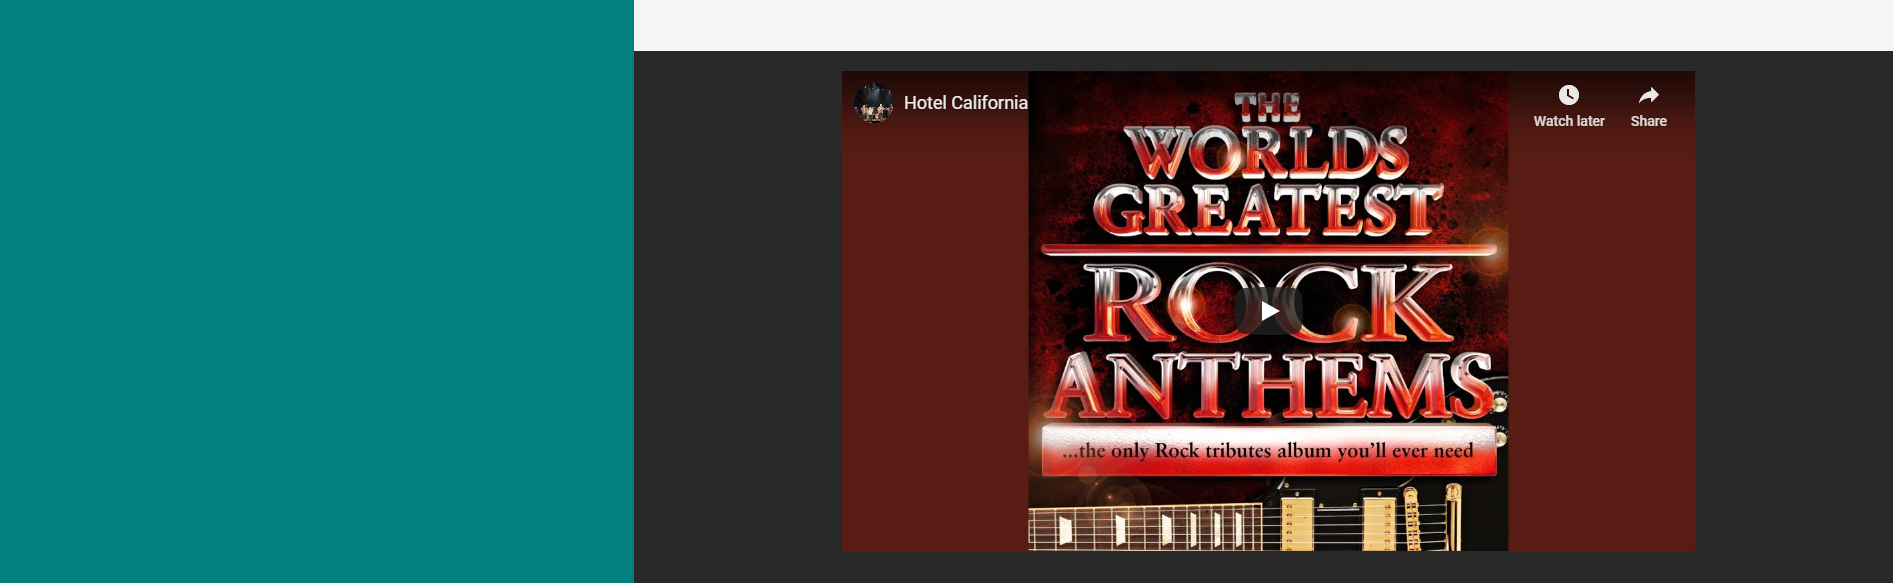 Hotel California
Watch later
Share
THE
WORLDS
GREATEST
ROCK
ANTHEMS
...the only Rock tributes album you'll ever need